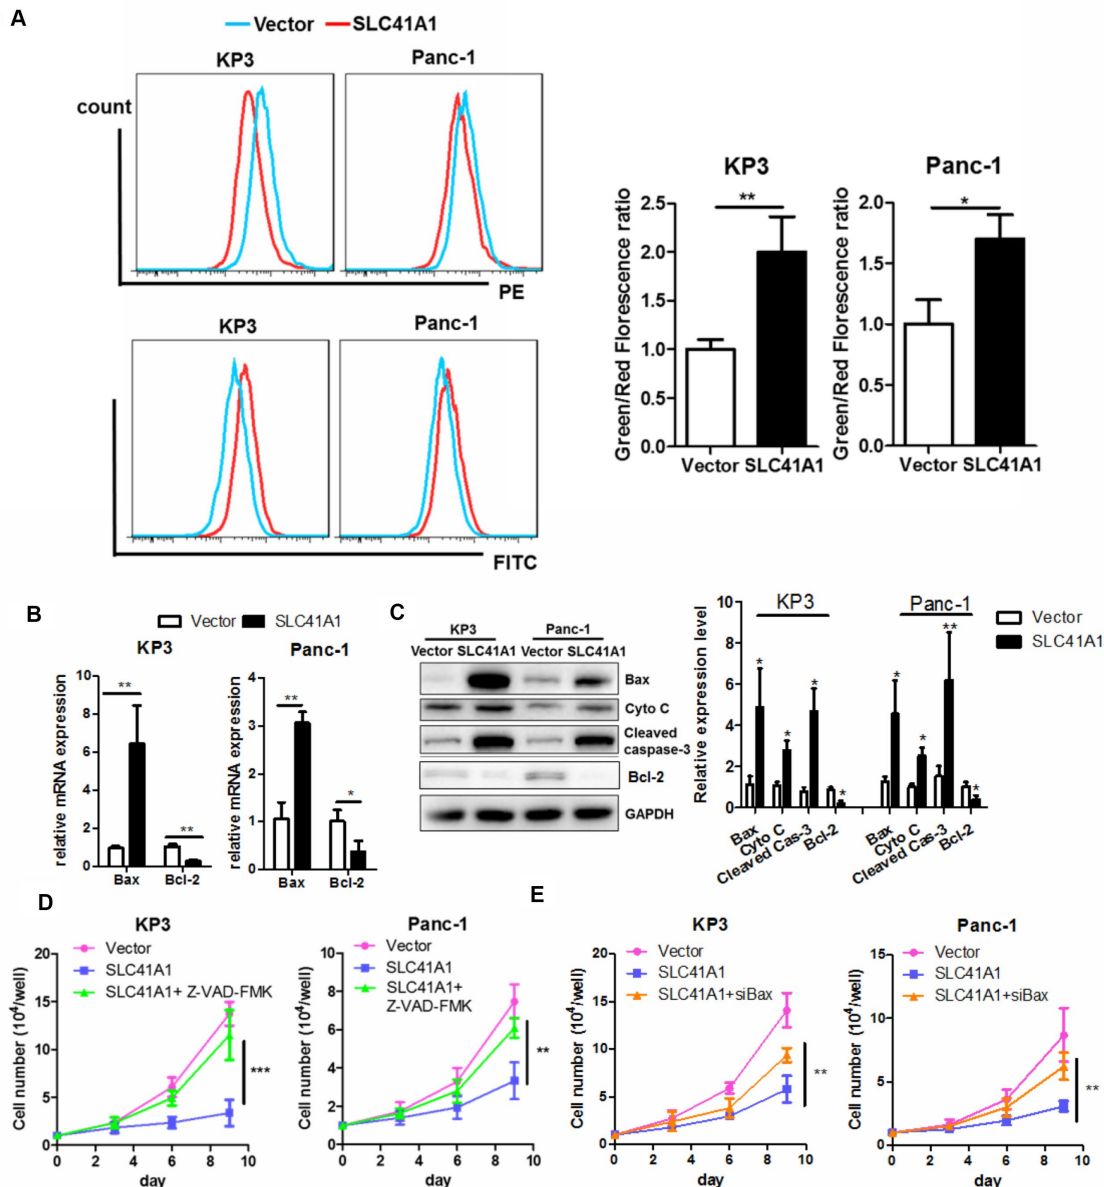 A
Vector SLC41A1
KP3 Panc-1
count
PE
KP3 Panc-1
FITC
KP3 Panc-1
** *
Green/Red Florescence ratio
2.5
2.0
1.5
1.0
0.5
0.0
Vector SLC41A1
Green/Red Florescence ratio
2.0
1.5
1.0
0.5
0.0
Vector SLC41A1
B
Vector SLC41A1
KP3
relative mRNA expression
10
8
6
4
2
0
**
**
Bax Bcl-2
Panc-1
relative mRNA expression
4
3
2
1
0
**
*
Bax Bcl-2
C
KP3 Panc-1
Vector SLC41A1 Vector SLC41A1
Bax
Cyto C
Cleaved
caspase-3
Bcl-2
GAPDH
Relative expression level
10
8
6
4
2
0
KP3 Panc-1
Vector
SLC41A1
* * * * * * ** *
Bax Cyto C Cleaved Cas-3 Bcl-2 Bax Cyto C Cleaved Cas-3 Bcl-2
D
KP3
Vector
SLC41A1
SLC41A1+ Z-VAD-FMK
Cell number (10⁴/well)
20
15
10
5
0
***
0 2 4 6 8 10
day
Panc-1
Vector
SLC41A1
SLC41A1+
Z-VAD-FMK
Cell number (10⁴/well)
10
8
6
4
2
0
**
0 2 4 6 8 10
day
E
KP3
Vector
SLC41A1
SLC41A1+siBax
Cell number (10⁴/well)
20
15
10
5
0
**
0 2 4 6 8 10
day
Panc-1
Vector
SLC41A1
SLC41A1+siBax
Cell number (10⁴/well)
15
10
5
0
**
0 2 4 6 8 10
day